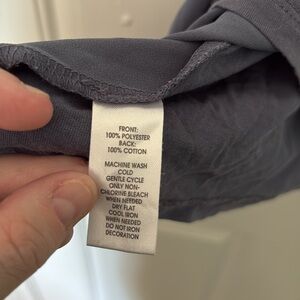 FRONT:
100% POLYESTER
BACK:
100% COTTON
MACHINE WASH
COLD
GENTLE CYCLE
ONLY NON-
CHLORINE BLEACH
WHEN NEEDED
DRY FLAT
COOL IRON
WHEN NEEDED
DO NOT IRON
DECORATION